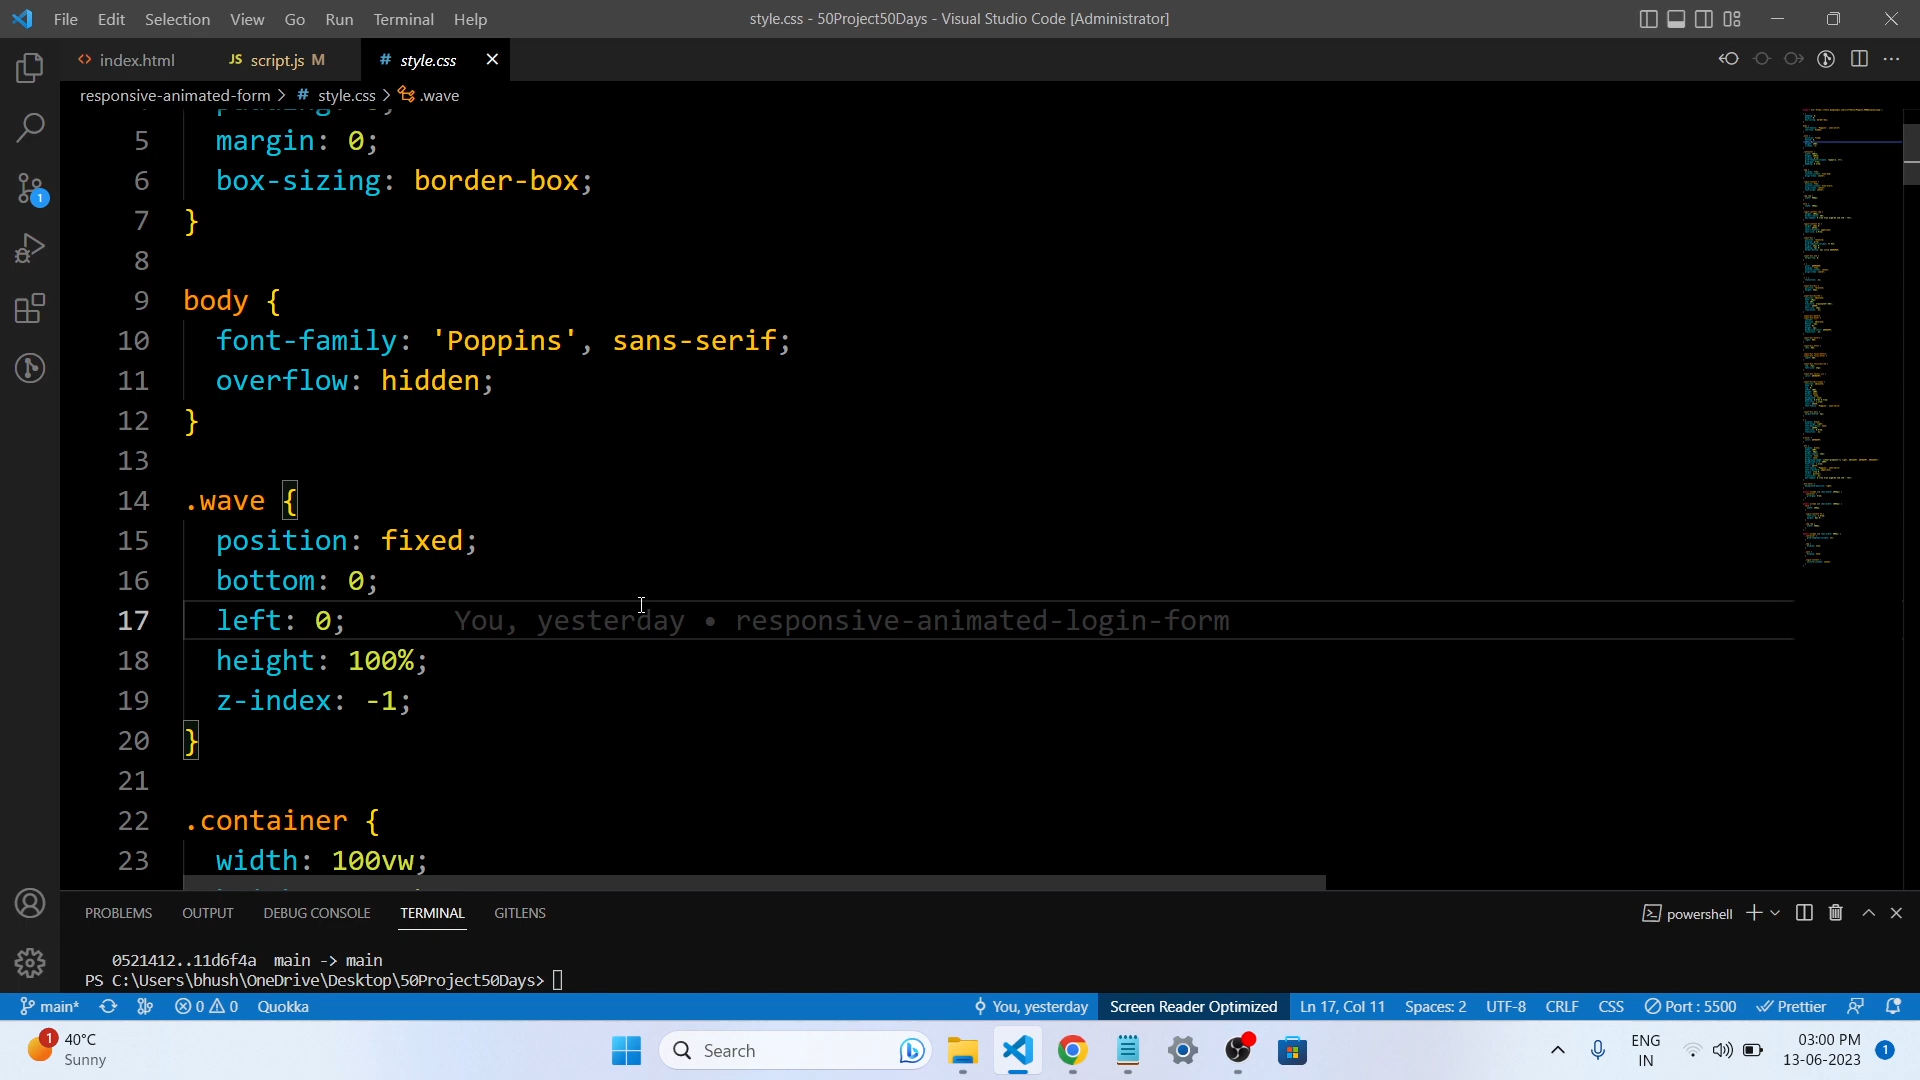 File Edit Selection View Go Run Terminal Help style.css - 50Project50Days - Visual Studio Code [Administrator]
<> index.html JS script.js M # style.css
responsive-animated-form > # style.css > .wave
5 margin: 0;
6 box-sizing: border-box;
7 }
8
9 body {
10 font-family: 'Poppins', sans-serif;
11 overflow: hidden;
12 }
13
14 .wave {
15 position: fixed;
16 bottom: 0;
17 left: 0; You, yesterday • responsive-animated-login-form
18 height: 100%;
19 z-index: -1;
20 }
21
22 .container {
23 width: 100vw;
1
PROBLEMS OUTPUT DEBUG CONSOLE TERMINAL GITLENS powershell
0521412..11d6f4a main -> main
PS C:\Users\bhush\OneDrive\Desktop\50Project50Days>
main* 0 0 Quokka You, yesterday Screen Reader Optimized Ln 17, Col 11 Spaces: 2 UTF-8 CRLF CSS Port : 5500 Prettier
1 40°C Search ENG 03:00 PM
Sunny IN 13-06-2023 1